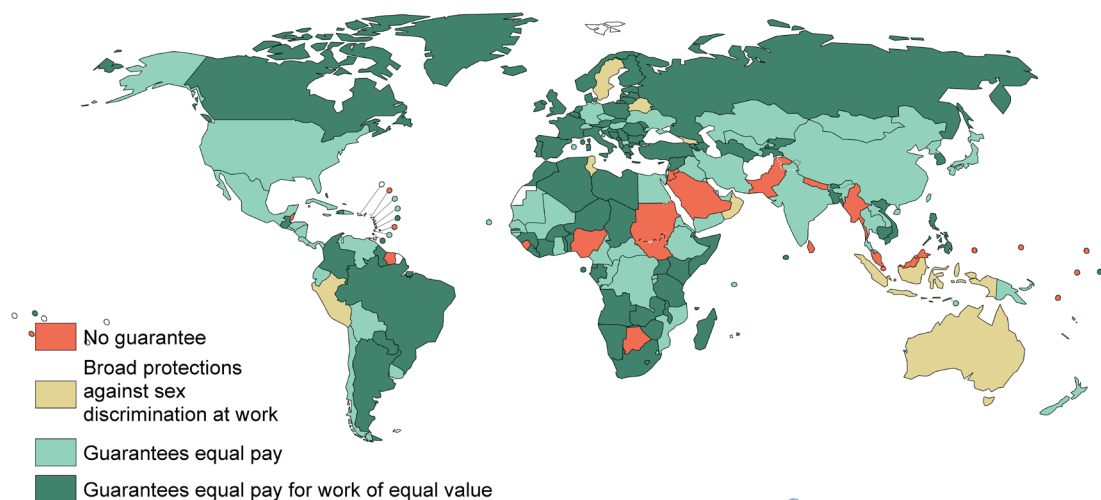 No guarantee
Broad protections
against sex
discrimination at work
Guarantees equal pay
Guarantees equal pay for work of equal value